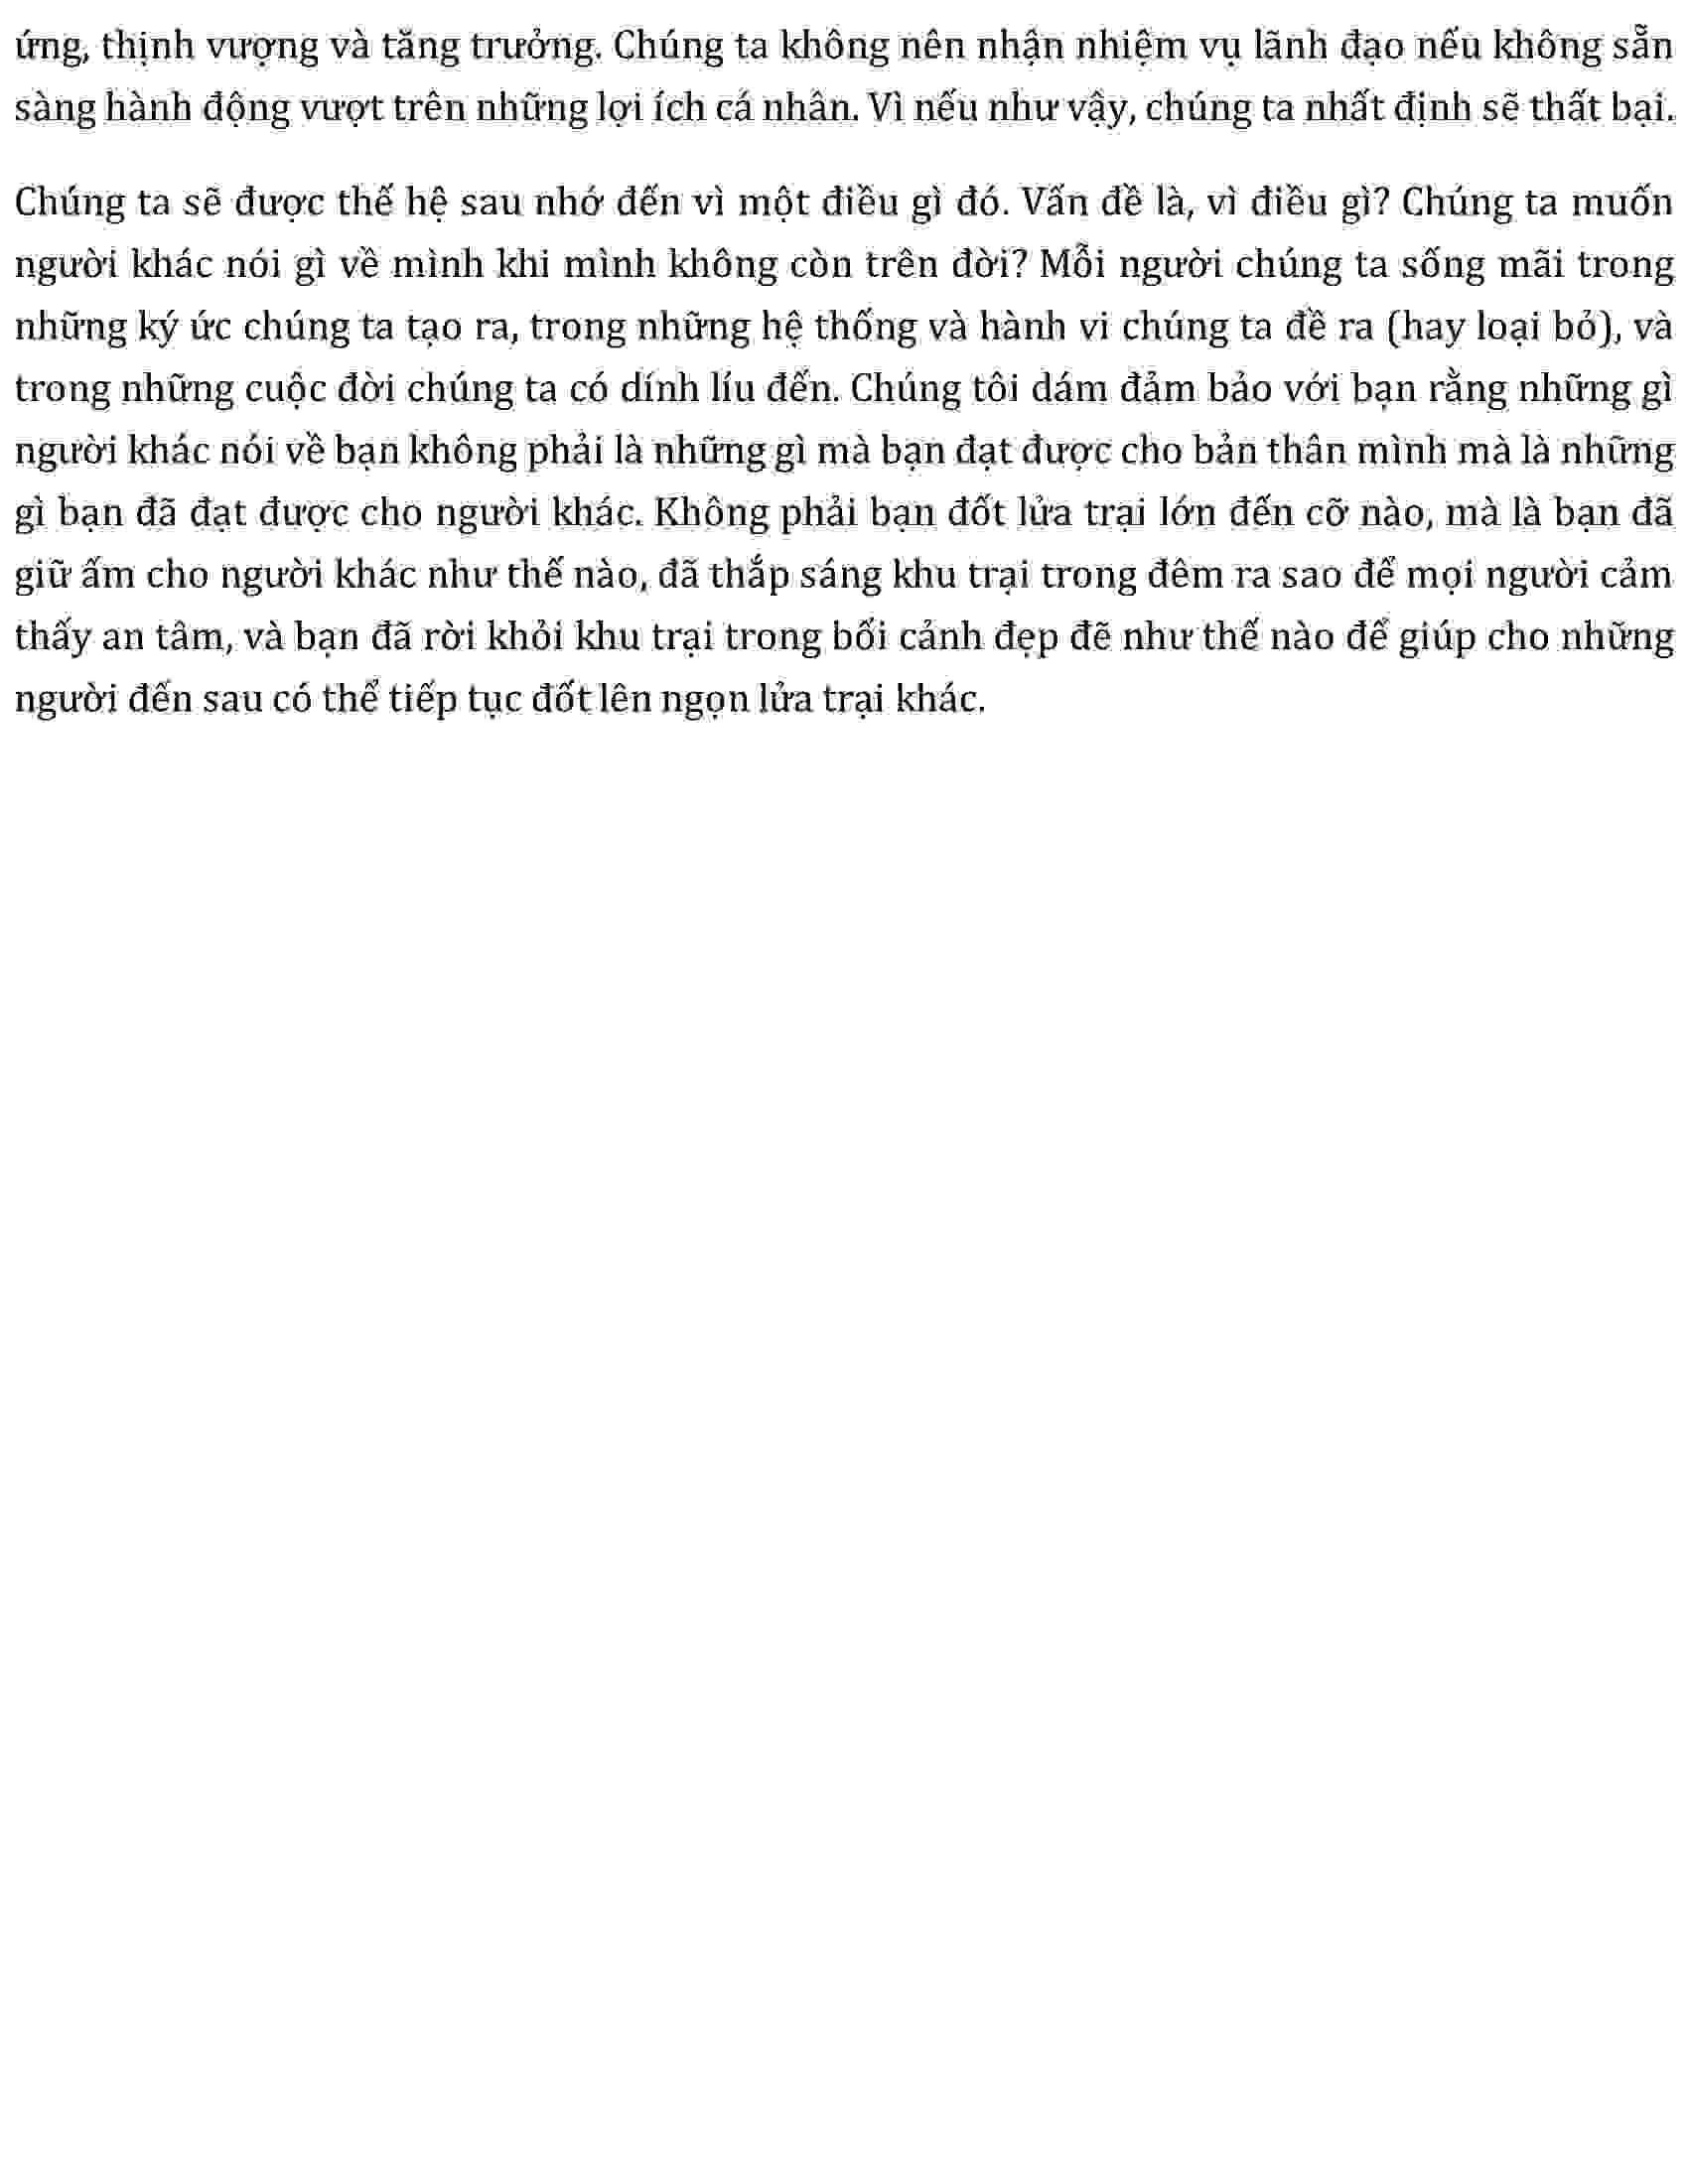 ứng, thịnh vượng và tăng trưởng. Chúng ta không nên nhận nhiệm vụ lãnh đạo nếu không sẵn
sàng hành động vượt trên những lợi ích cá nhân. Vì nếu như vậy, chúng ta nhất định sẽ thất bại.
Chúng ta sẽ được thế hệ sau nhớ đến vì một điều gì đó. Vấn đề là, vì điều gì? Chúng ta muốn
người khác nói gì về mình khi mình không còn trên đời? Mỗi người chúng ta sống mãi trong
những ký ức chúng ta tạo ra, trong những hệ thống và hành vi chúng ta đề ra (hay loại bỏ), và
trong những cuộc đời chúng ta có dính líu đến. Chúng tôi dám đảm bảo với bạn rằng những gì
người khác nói về bạn không phải là những gì mà bạn đạt được cho bản thân mình mà là những
gì bạn đã đạt được cho người khác. Không phải bạn đốt lửa trại lớn đến cỡ nào, mà là bạn đã
giữ ấm cho người khác như thế nào, đã thắp sáng khu trại trong đêm ra sao để mọi người cảm
thấy an tâm, và bạn đã rời khỏi khu trại trong bối cảnh đẹp đẽ như thế nào để giúp cho những
người đến sau có thể tiếp tục đốt lên ngọn lửa trại khác.